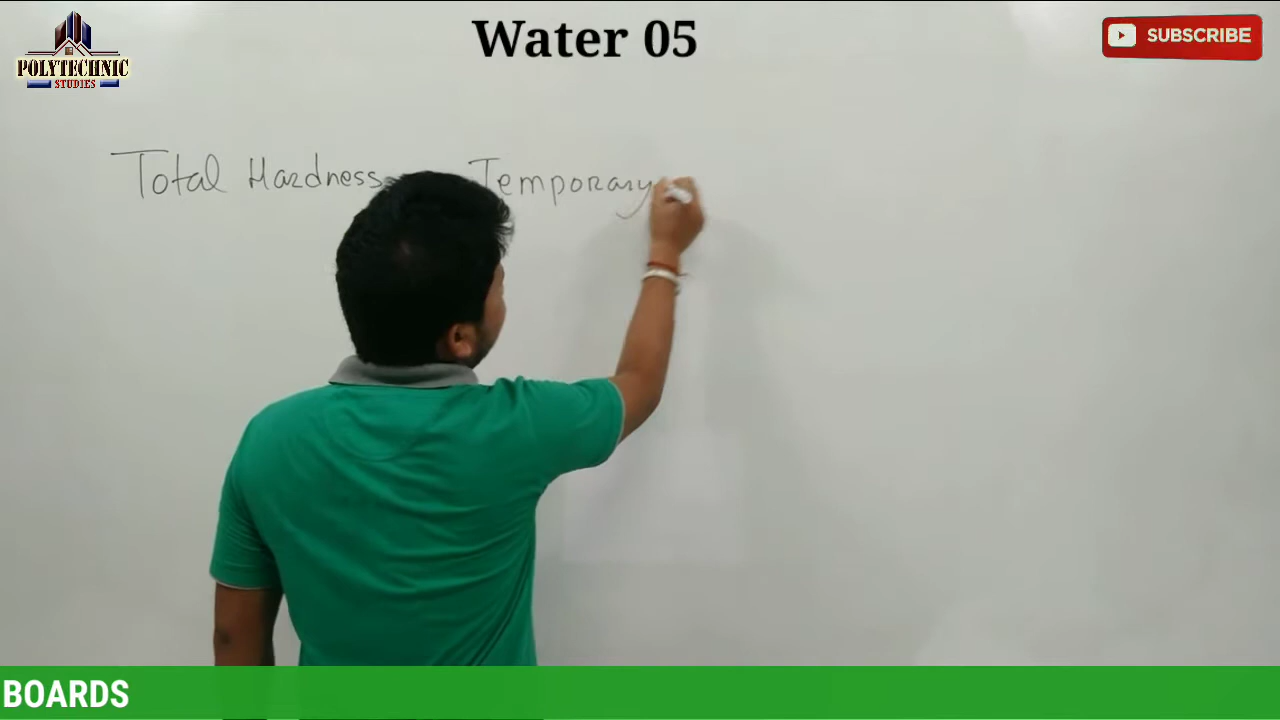 Water 05
POLYTECHNIC
STUDIES
SUBSCRIBE
Total Hardness Temporary
BOARDS